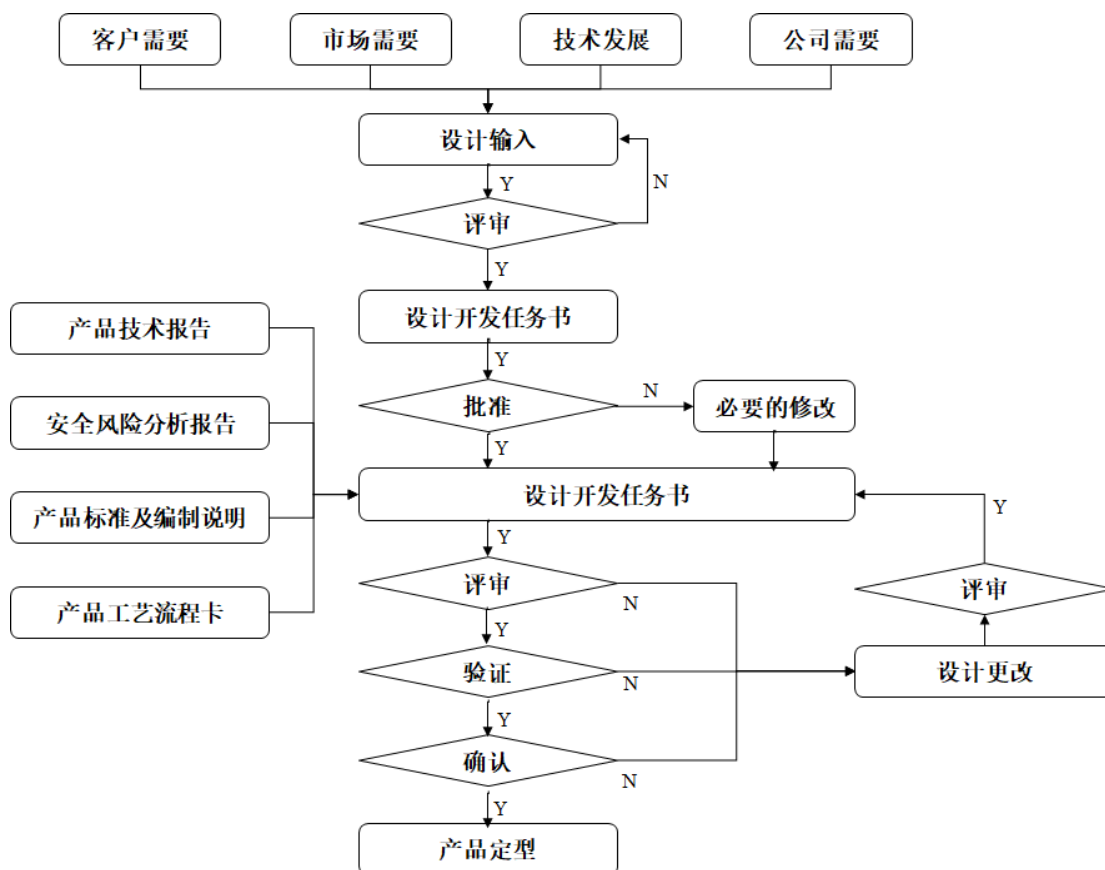 客户需要
市场需要
技术发展
公司需要
设计输入
Y
N
评审
Y
设计开发任务书
Y
产品技术报告
批准
N
必要的修改
Y
安全风险分析报告
设计开发任务书
Y
产品标准及编制说明
Y
评审
N
评审
Y
产品工艺流程卡
验证
N
设计更改
Y
确认
N
Y
产品定型